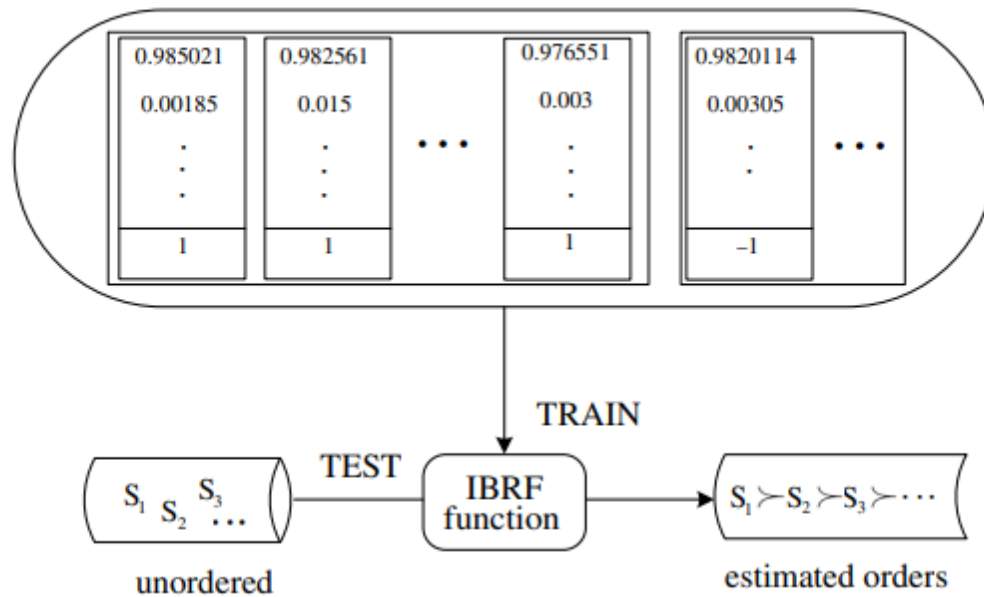 0.985021 0.982561 0.976551 0.9820114
0.00185 0.015 0.003 0.00305
1 1 1 –1
TRAIN
TEST
S1 S2 S3 ...
IBRF
function
S1≻S2≻S3≻···
unordered
estimated orders